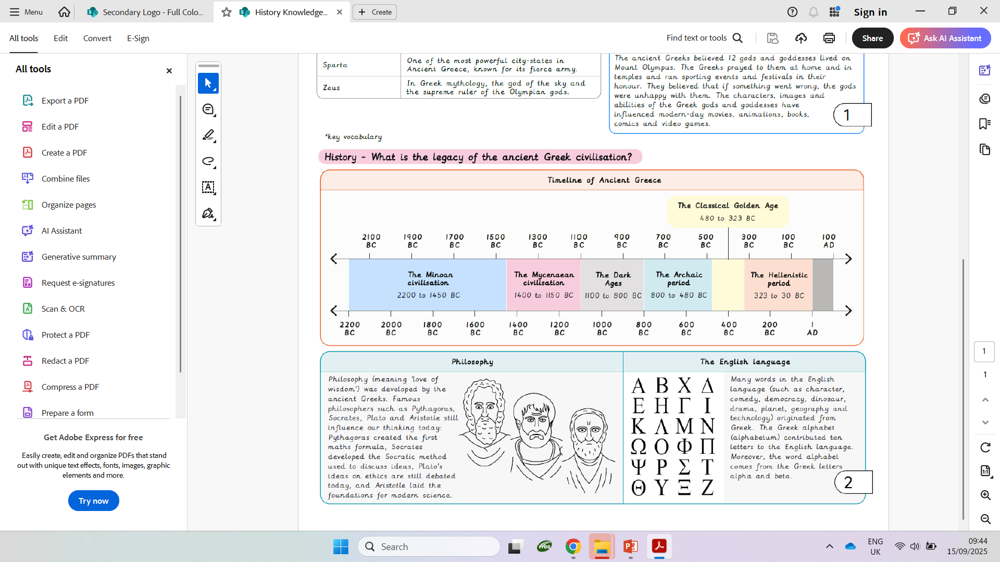 Menu
Secondary Logo - Full Colo...
History Knowledge...
Create
Sign in
All tools
Edit
Convert
E-Sign
Find text or tools
Share
Ask AI Assistant
All tools
Export a PDF
Edit a PDF
Create a PDF
Combine files
Organize pages
AI Assistant
Generative summary
Request e-signatures
Scan & OCR
Protect a PDF
Redact a PDF
Compress a PDF
Prepare a form
Get Adobe Express for free
Easily create, edit and organize PDFs that stand
out with unique text effects, fonts, images, graphic
elements and more.
Try now
Sparta
One of the most powerful city-states in
Ancient Greece, known for its fierce army.
Zeus
In Greek mythology, the god of the sky and
the supreme ruler of the Olympian gods.
The ancient Greeks believed 12 gods and goddesses lived on
Mount Olympus. The Greeks prayed to them at home and in
temples and ran sporting events and festivals in their
honour. They believed that if something went wrong, the gods
were unhappy with them. The characters, images and
abilities of the Greek gods and goddesses have
influenced modern-day movies, animations, books,
comics and video games.
1
*key vocabulary
History - What is the legacy of the ancient Greek civilisation?
Timeline of Ancient Greece
The Classical Golden Age
480 to 323 BC
2100 BC
1900 BC
1700 BC
1500 BC
1300 BC
1100 BC
900 BC
700 BC
500 BC
300 BC
100 BC
100 AD
The Minoan
civilisation
2200 to 1450 BC
The Mycenaean
civilisation
1400 to 1150 BC
The Dark
Ages
1100 to 800 BC
The Archaic
period
800 to 480 BC
The Hellenistic
period
323 to 30 BC
2200 BC
2000 BC
1800 BC
1600 BC
1400 BC
1200 BC
1000 BC
800 BC
600 BC
400 BC
200 BC
1 AD
Philosophy
Philosophy (meaning 'love of
wisdom') was developed by the
ancient Greeks. Famous
philosophers such as Pythagoras,
Socrates, Plato and Aristotle still
influence our thinking today:
Pythagoras created the first
maths formula, Socrates
developed the Socratic method
used to discuss ideas, Plato's
ideas on ethics are still debated
today, and Aristotle laid the
foundations for modern science.
The English language
Α Β Χ Δ
Ε Η Γ Ι
Κ Λ Μ Ν
Ω Ο Φ Π
Ψ Ρ Σ Τ
Θ Υ Ξ Ζ
Many words in the English
language (such as character,
comedy, democracy, dinosaur,
drama, planet, geography and
technology) originated from
Greek. The Greek alphabet
(alphabetum) contributed ten
letters to the English language.
Moreover, the word alphabet
comes from the Greek letters
alpha and beta.
2
1
1
Search
Wes
ENG
UK
09:44
15/09/2025